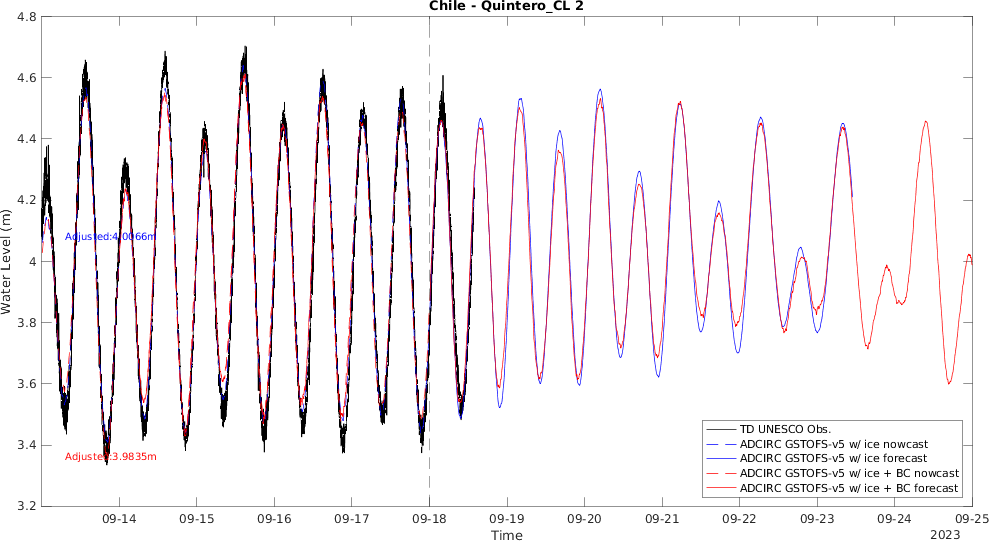 Chile - Quintero_CL 2
4.8
4.6
4.4
4.2
4
3.8
3.6
3.4
3.2
Water Level (m)
Adjusted:4.0066m
Adjusted:3.9835m
TD UNESCO Obs.
ADCIRC GSTOFS-v5 w/ ice nowcast
ADCIRC GSTOFS-v5 w/ ice forecast
ADCIRC GSTOFS-v5 w/ ice + BC nowcast
ADCIRC GSTOFS-v5 w/ ice + BC forecast
09-14 09-15 09-16 09-17 09-18 09-19 09-20 09-21 09-22 09-23 09-24 09-25
Time
2023